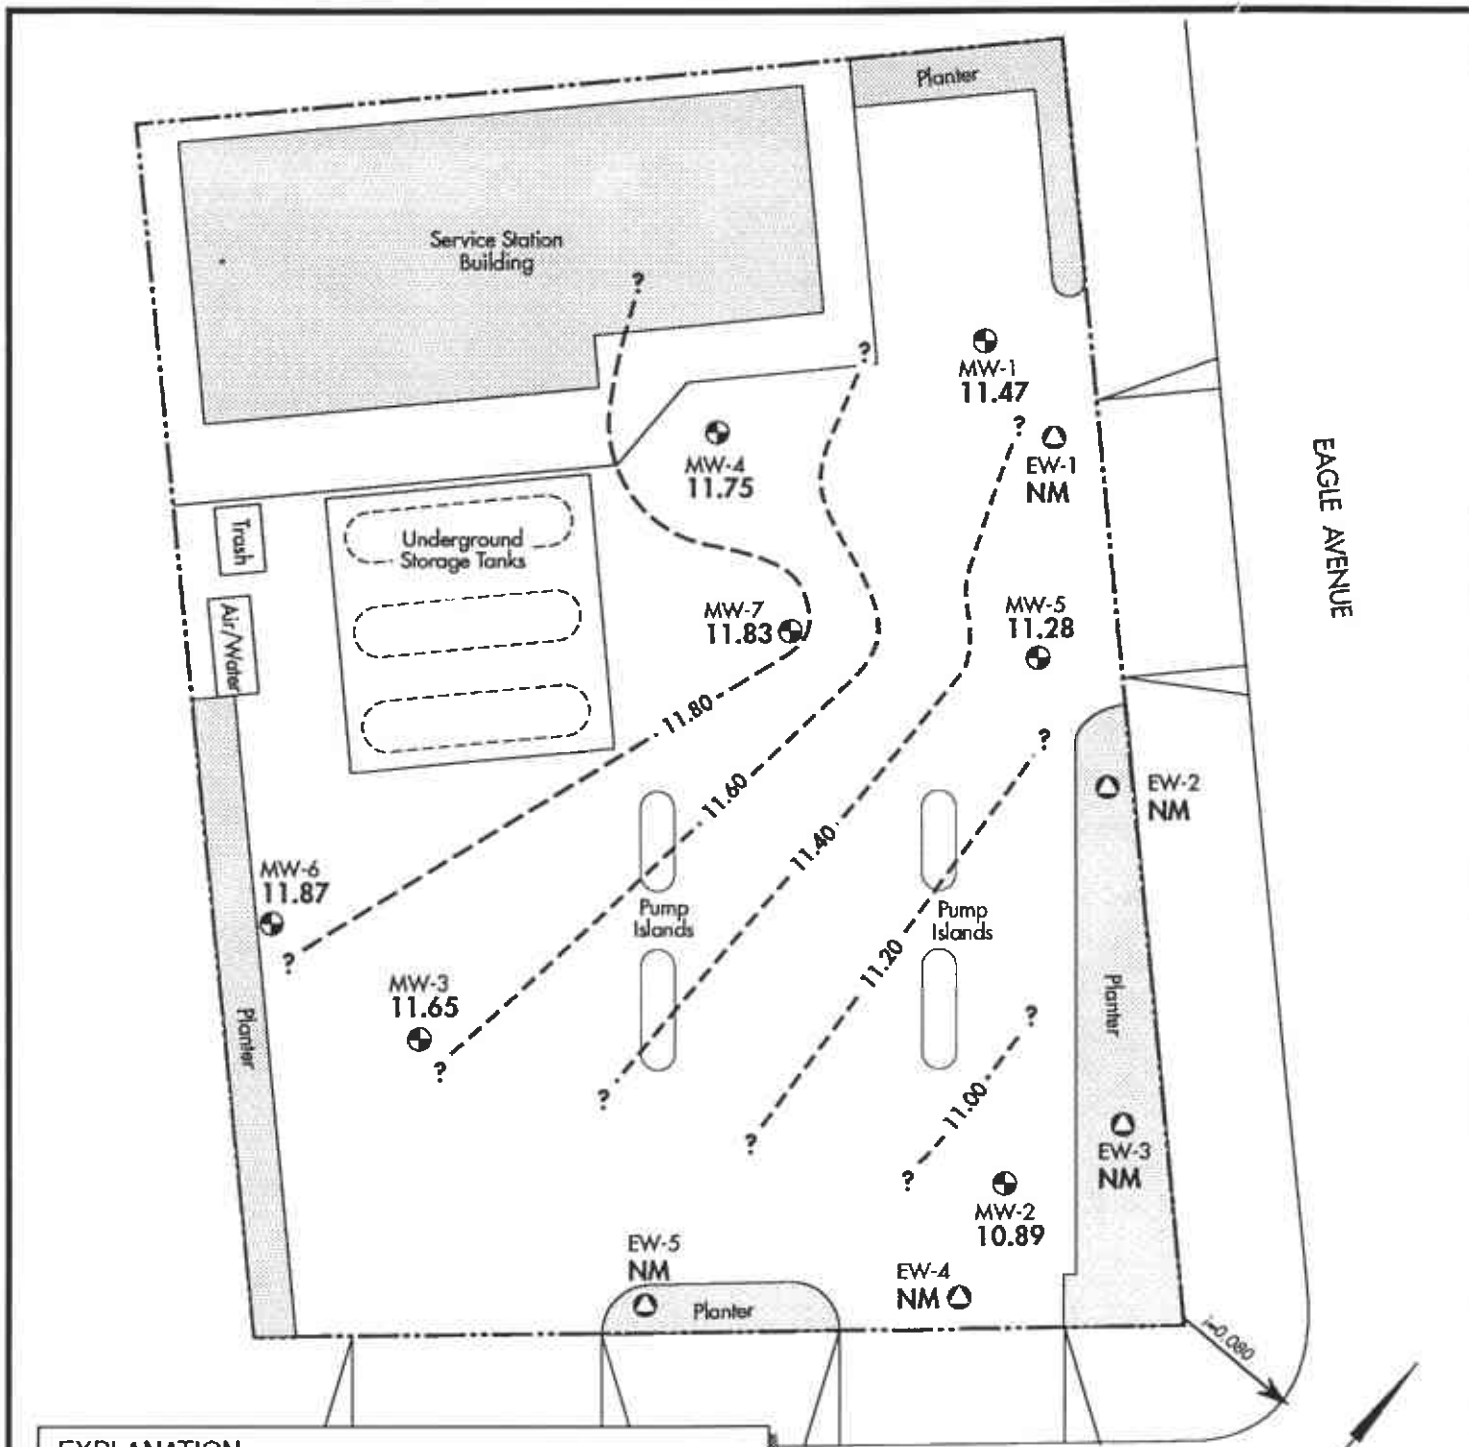 Planter
Service Station
Building
?
?
MW-1
11.47
?
EW-1
NM
MW-4
11.75
EAGLE AVENUE
Trash
Underground
Storage Tanks
Air/Water
MW-7
11.83
MW-5
11.28
11.80
?
EW-2
NM
11.60
11.40
MW-6
11.87
?
Pump
Islands
Pump
Islands
11.20
MW-3
11.65
?
Planter
Planter
?
?
11.00
?
?
EW-3
NM
MW-2
10.89
EW-5
NM
EW-4
NM
Planter
i=0.080
EXPLANATION